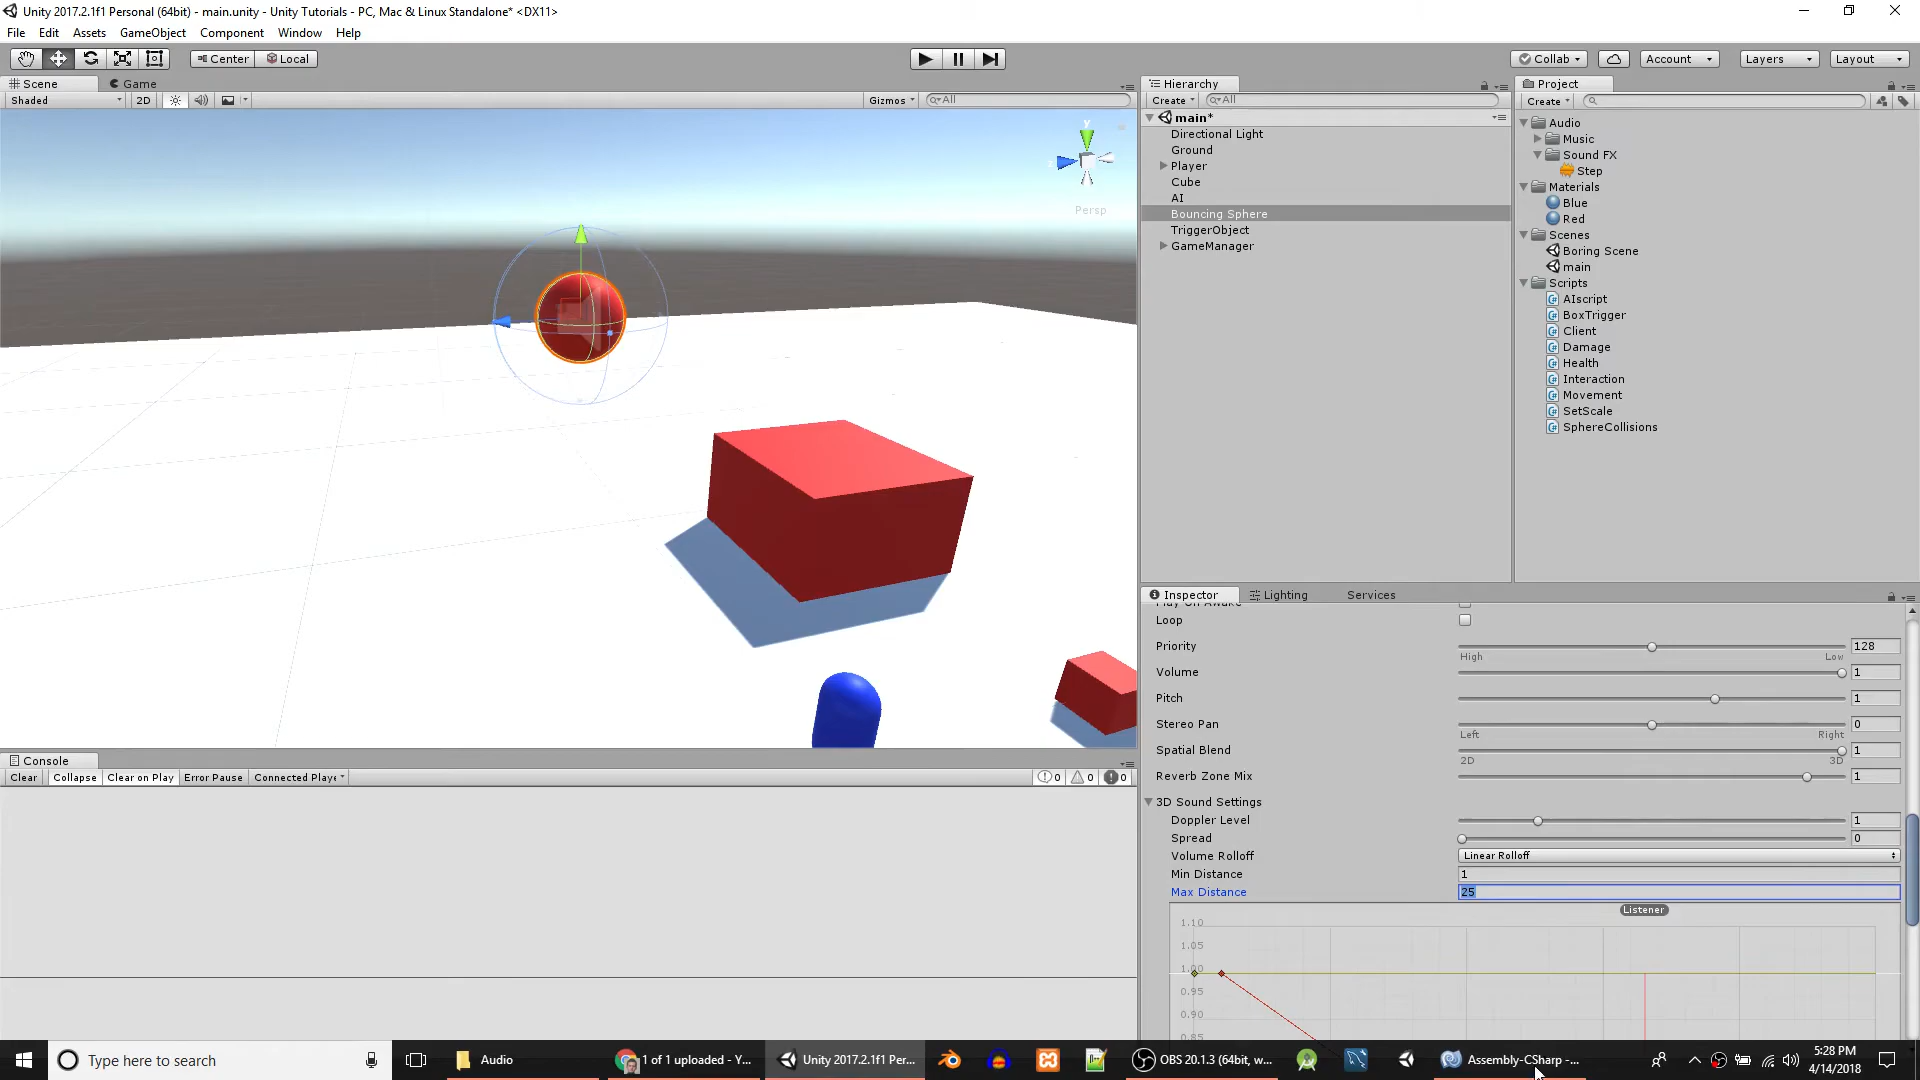 Unity 2017.2.1f1 Personal (64bit) - main.unity - Unity Tutorials - PC, Mac & Linux Standalone* <DX11>
File Edit Assets GameObject Component Window Help
Center Local Collab Account Layers Layout
Scene Game Hierarchy Project
Shaded 2D Gizmos All Create All Create
main*
Directional Light
Ground
Player
Cube
AI
Bouncing Sphere
TriggerObject
GameManager
Audio
Music
Sound FX
Step
Materials
Blue
Red
Scenes
Boring Scene
main
Scripts
AIscript
BoxTrigger
Client
Damage
Health
Interaction
Movement
SetScale
SphereCollisions
y
Persp
Inspector Lighting Services
Play On Awake
Loop
Priority 128
High Low
Volume 1
Pitch 1
Stereo Pan 0
Left Right
Spatial Blend 1
2D 3D
Reverb Zone Mix 1
3D Sound Settings
Doppler Level 1
Spread 0
Volume Rolloff Linear Rolloff
Min Distance 1
Max Distance 25
Listener
1.10
1.05
1.00
0.95
0.90
0.85
Console
Clear Collapse Clear on Play Error Pause Connected Playe 0 0 0
Type here to search Audio 1 of 1 uploaded - Y... Unity 2017.2.1f1 Per... OBS 20.1.3 (64bit, w... Assembly-CSharp -... 5:28 PM
4/14/2018